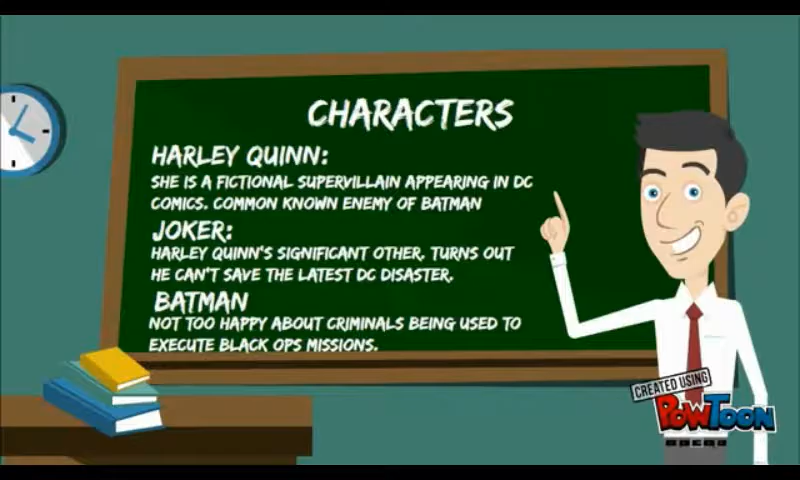 CHARACTERS
HARLEY QUINN:
SHE IS A FICTIONAL SUPERVILLAIN APPEARING IN DC
COMICS. COMMON KNOWN ENEMY OF BATMAN
JOKER:
HARLEY QUINN'S SIGNIFICANT OTHER. TURNS OUT
HE CAN'T SAVE THE LATEST DC DISASTER.
BATMAN
NOT TOO HAPPY ABOUT CRIMINALS BEING USED TO
EXECUTE BLACK OPS MISSIONS.
CREATED USING
POWTOON